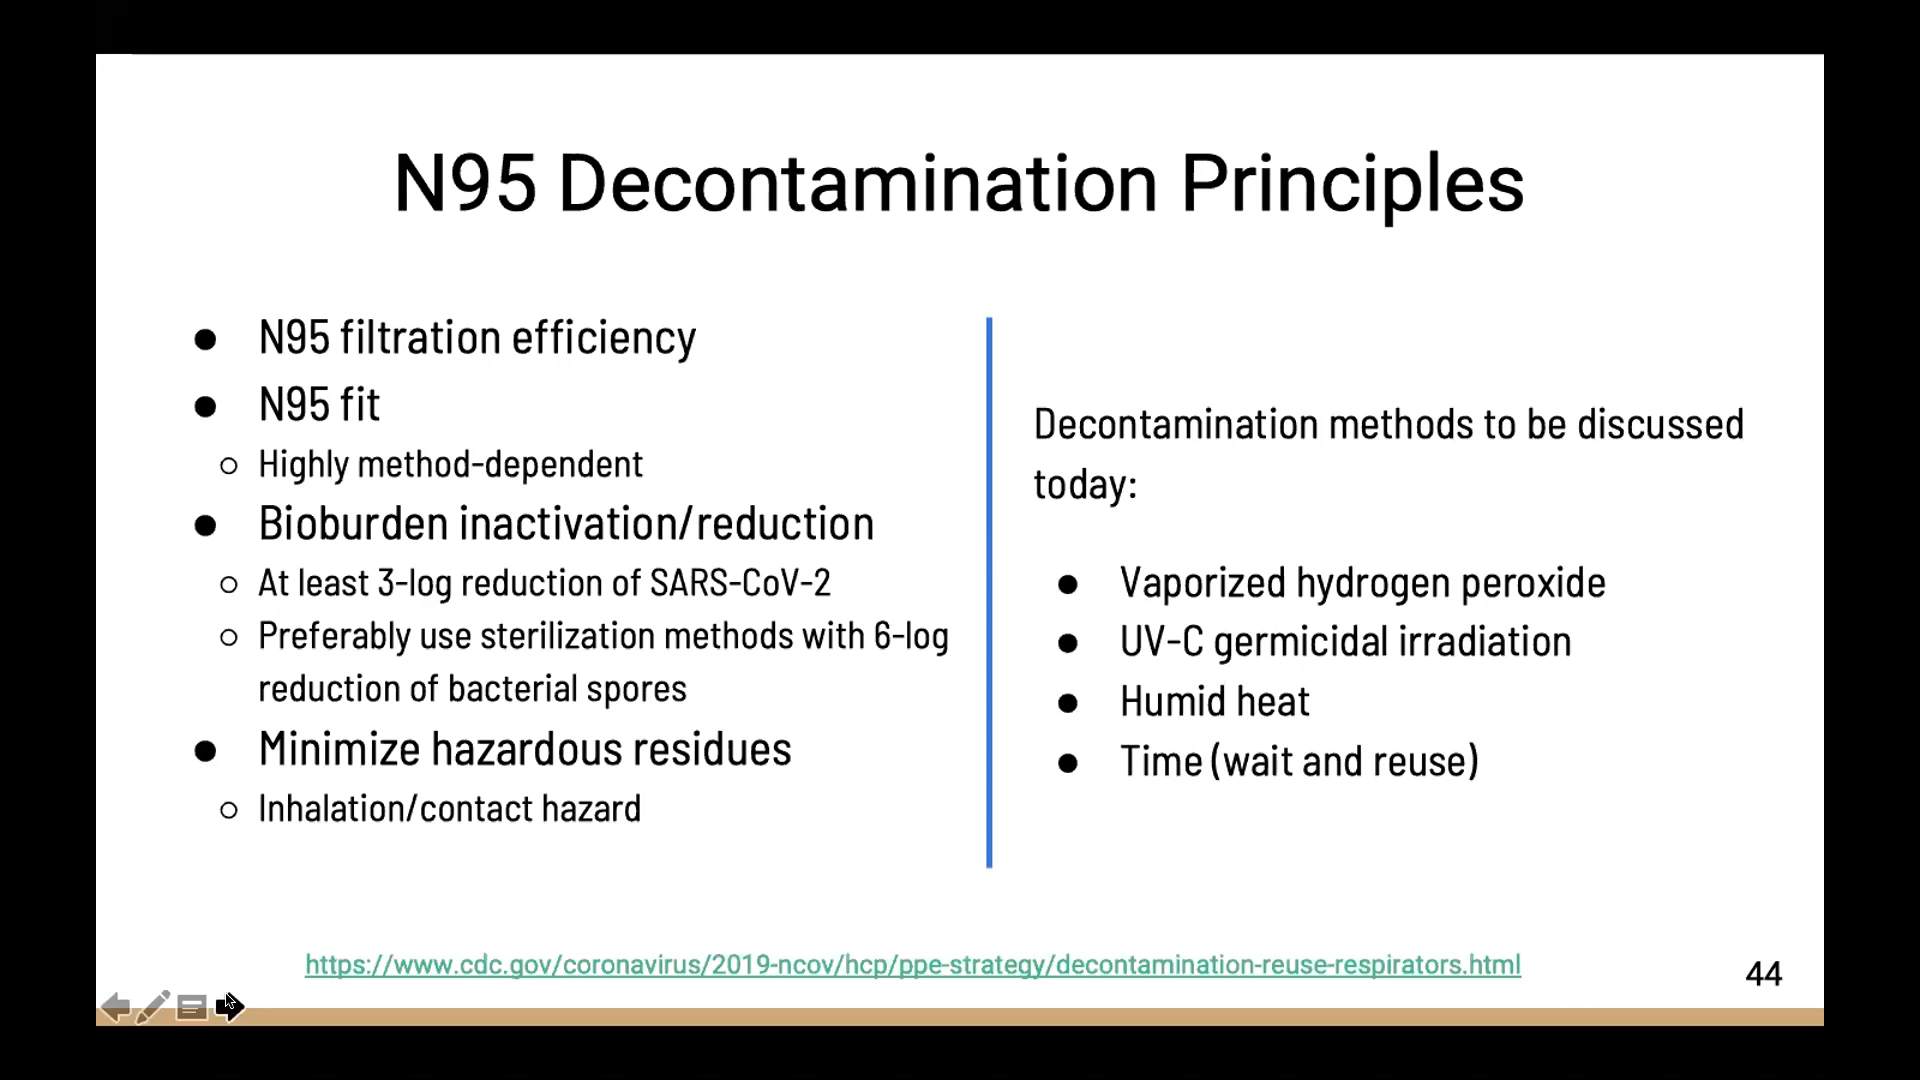 N95 Decontamination Principles
● N95 filtration efficiency
● N95 fit
○ Highly method-dependent
● Bioburden inactivation/reduction
○ At least 3-log reduction of SARS-CoV-2
○ Preferably use sterilization methods with 6-log
reduction of bacterial spores
● Minimize hazardous residues
○ Inhalation/contact hazard
Decontamination methods to be discussed
today:
● Vaporized hydrogen peroxide
● UV-C germicidal irradiation
● Humid heat
● Time (wait and reuse)
https://www.cdc.gov/coronavirus/2019-ncov/hcp/ppe-strategy/decontamination-reuse-respirators.html
44